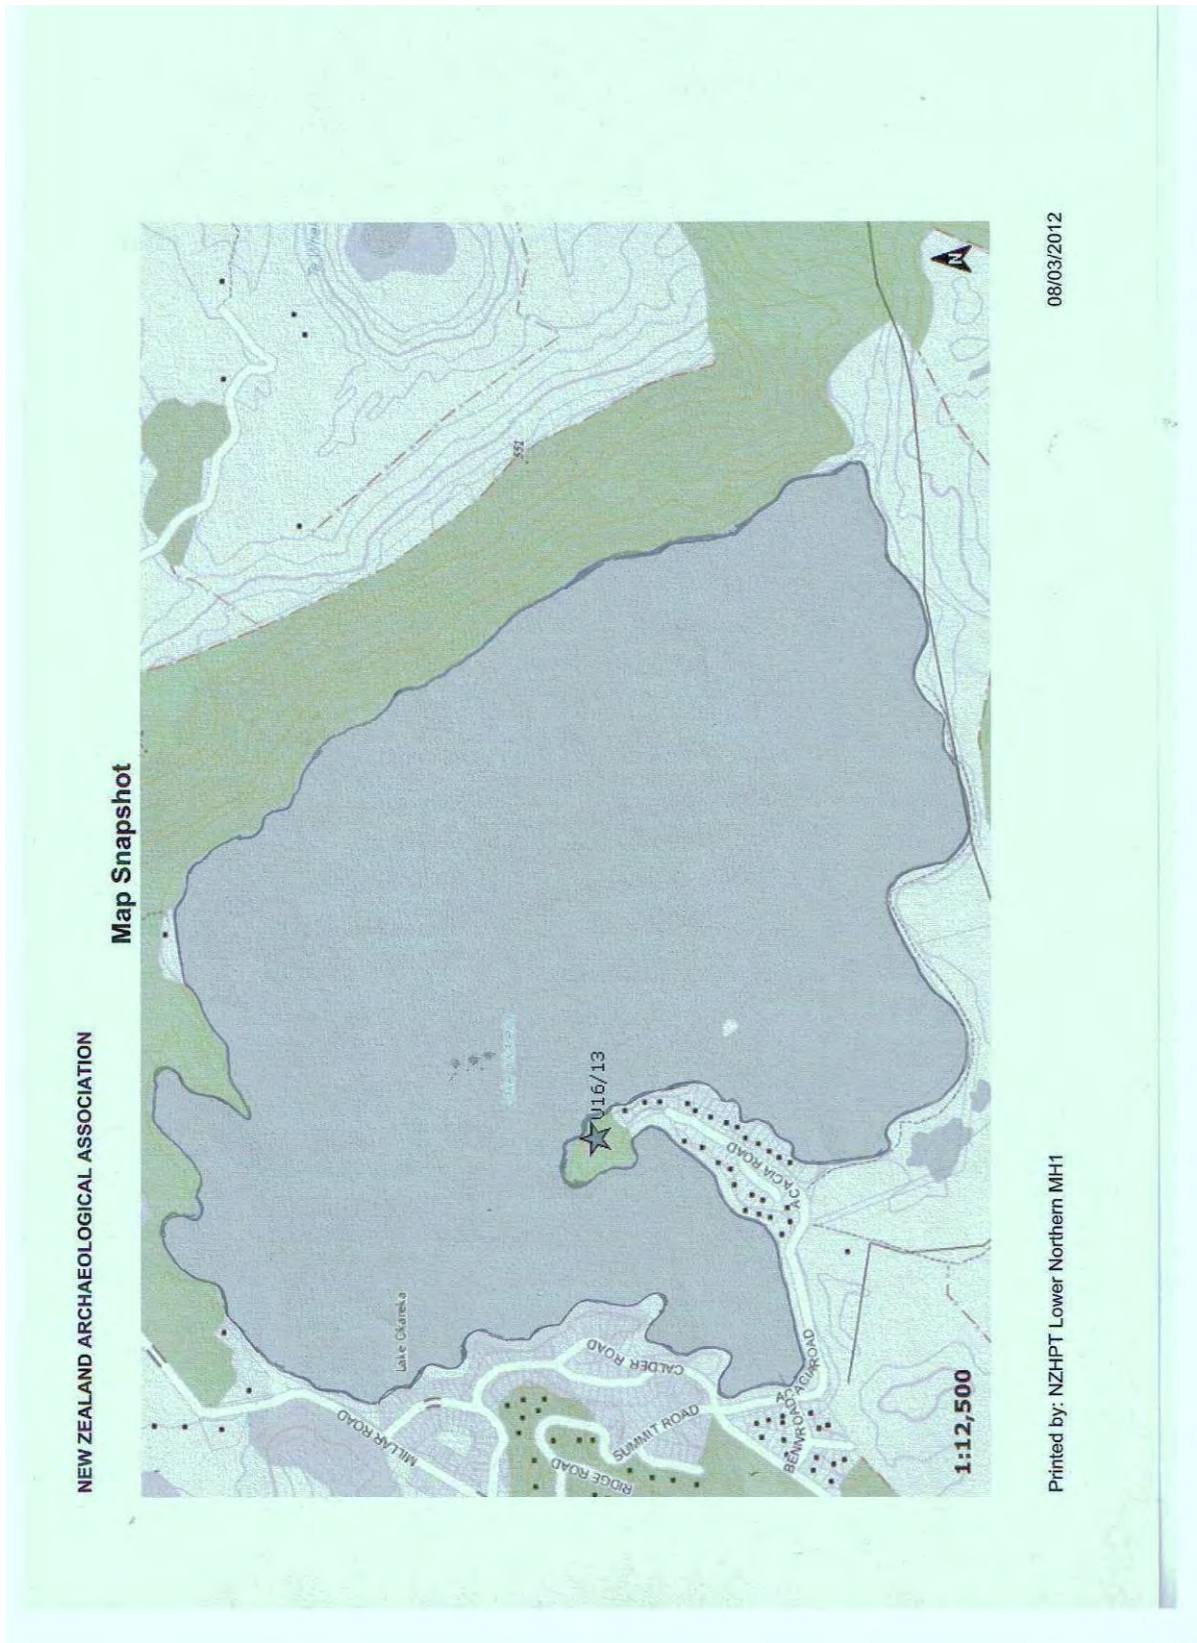 NEW ZEALAND ARCHAEOLOGICAL ASSOCIATION
Map Snapshot
551
Lake Okareka
U16/13
MILLAR ROAD
CALDER ROAD
SUMMIT ROAD
RIDGE ROAD
ACACIA ROAD
ACACIA ROAD
BENN ROAD
1:12,500
N
Printed by: NZHPT Lower Northern MH1
08/03/2012